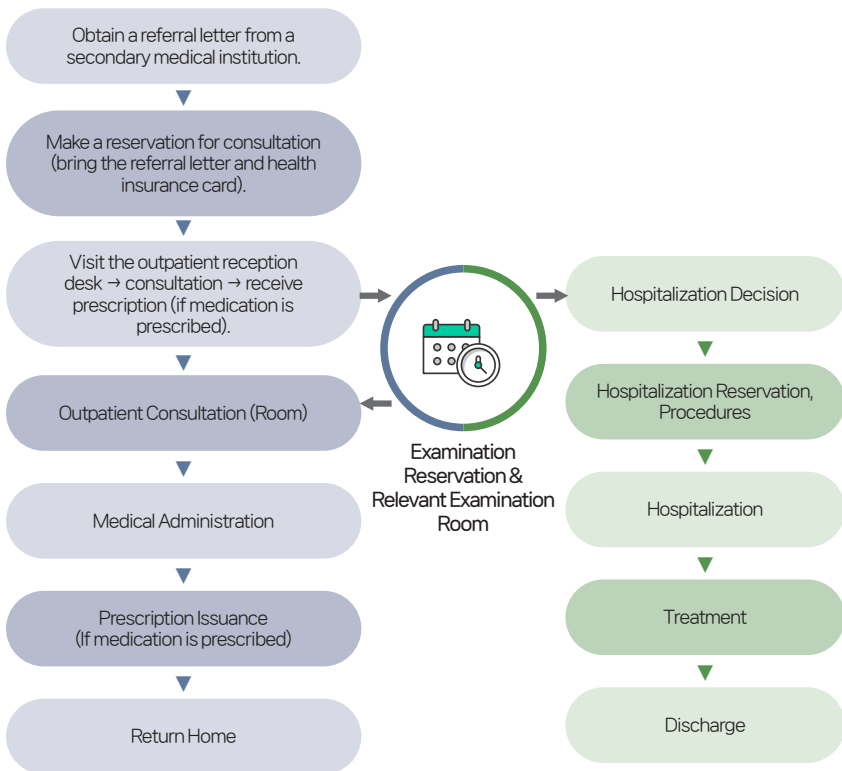 Obtain a referral letter from a
secondary medical institution.
Make a reservation for consultation
(bring the referral letter and health
insurance card).
Visit the outpatient reception
desk → consultation → receive
prescription (if medication is
prescribed).
Outpatient Consultation (Room)
Medical Administration
Prescription Issuance
(If medication is prescribed)
Return Home
Examination
Reservation &
Relevant Examination
Room
Hospitalization Decision
Hospitalization Reservation,
Procedures
Hospitalization
Treatment
Discharge